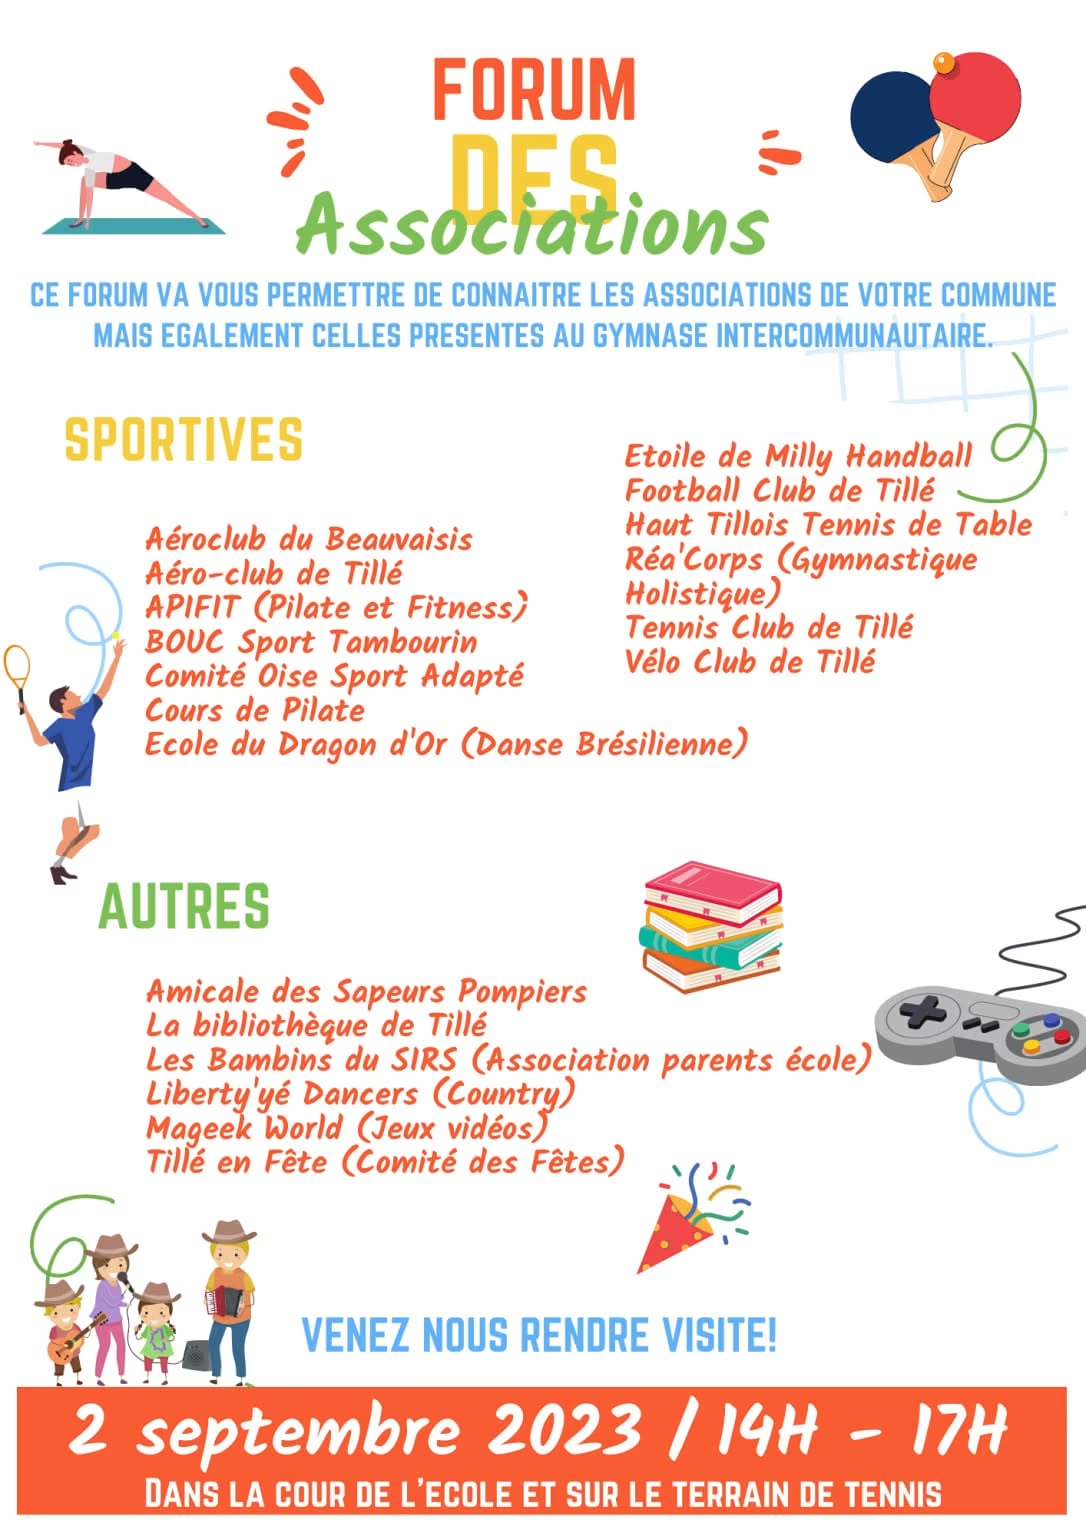 FORUM
DES
Associations
CE FORUM VA VOUS PERMETTRE DE CONNAITRE LES ASSOCIATIONS DE VOTRE COMMUNE
MAIS EGALEMENT CELLES PRESENTES AU GYMNASE INTERCOMMUNAUTAIRE.
SPORTIVES
Aéroclub du Beauvaisis
Aéro-club de Tillé
APIFIT (Pilate et Fitness)
BOUC Sport Tambourin
Comité Oise Sport Adapté
Cours de Pilate
Ecole du Dragon d'Or (Danse Brésilienne)
Etoile de Milly Handball
Football Club de Tillé
Haut Tillois Tennis de Table
Réa'Corps (Gymnastique
Holistique)
Tennis Club de Tillé
Vélo Club de Tillé
AUTRES
Amicale des Sapeurs Pompiers
La bibliothèque de Tillé
Les Bambins du SIRS (Association parents école)
Liberty'yé Dancers (Country)
Mageek World (Jeux vidéos)
Tillé en Fête (Comité des Fêtes)
VENEZ NOUS RENDRE VISITE!
2 septembre 2023 / 14H - 17H
DANS LA COUR DE L'ECOLE ET SUR LE TERRAIN DE TENNIS